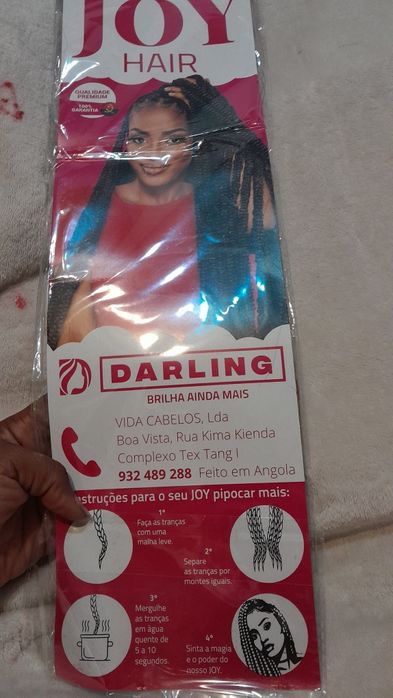 JOY
HAIR
QUALIDADE
PREMIUM
100%
GARANTIA
DARLING
BRILHA AINDA MAIS
VIDA CABELOS, Lda
Boa Vista, Rua Kima Kienda
Complexo Tex Tang I
932 489 288 Feito em Angola
nstruções para o seu JOY pipocar mais:
1º
Faça as tranças
com uma
malha leve.
2º
Separe
as tranças por
montes iguais.
3º
Mergulhe
as tranças
em água
quente de
5 a 10
segundos.
4º
Sinta a magia
e o poder do
nosso JOY.